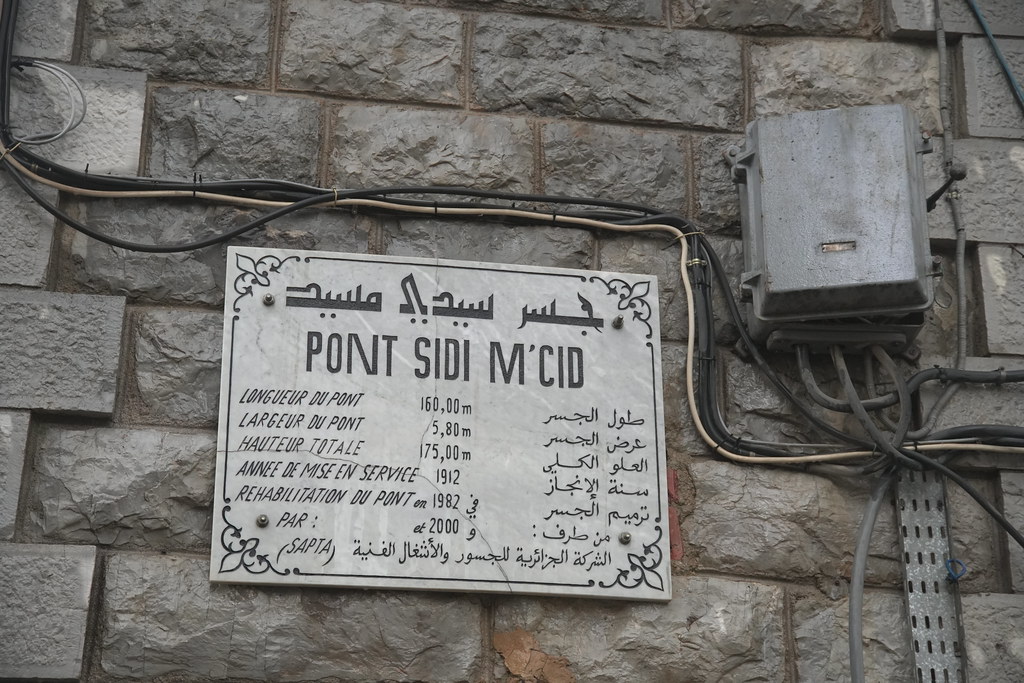 جسر سيدي مسيد
PONT SIDI M'CID
LONGUEUR DU PONT 160,00m طول الجسر
LARGEUR DU PONT 5,80m عرض الجسر
HAUTEUR TOTALE 175,00m العلو الكلي
ANNEE DE MISE EN SERVICE 1912 سنة الإنجاز
REHABILITATION DU PONT en 1982 في ترميم الجسر
PAR : et 2000 و من طرف :
(SAPTA) الشركة الجزائرية للجسور والأشغال الفنية